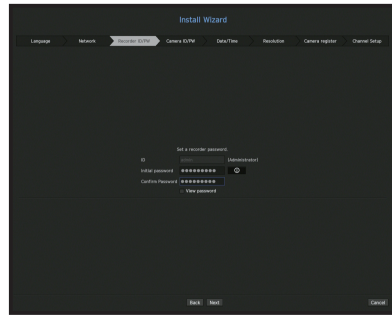 Install Wizard
Language Network Recorder ID/PW Camera ID/PW Date/Time Resolution Camera register Channel Setup
Set a recorder password.
ID admin (Administrator)
Initial password ●●●●●●●●●
Confirm Password ●●●●●●●●●
View password
Back Next
Cancel